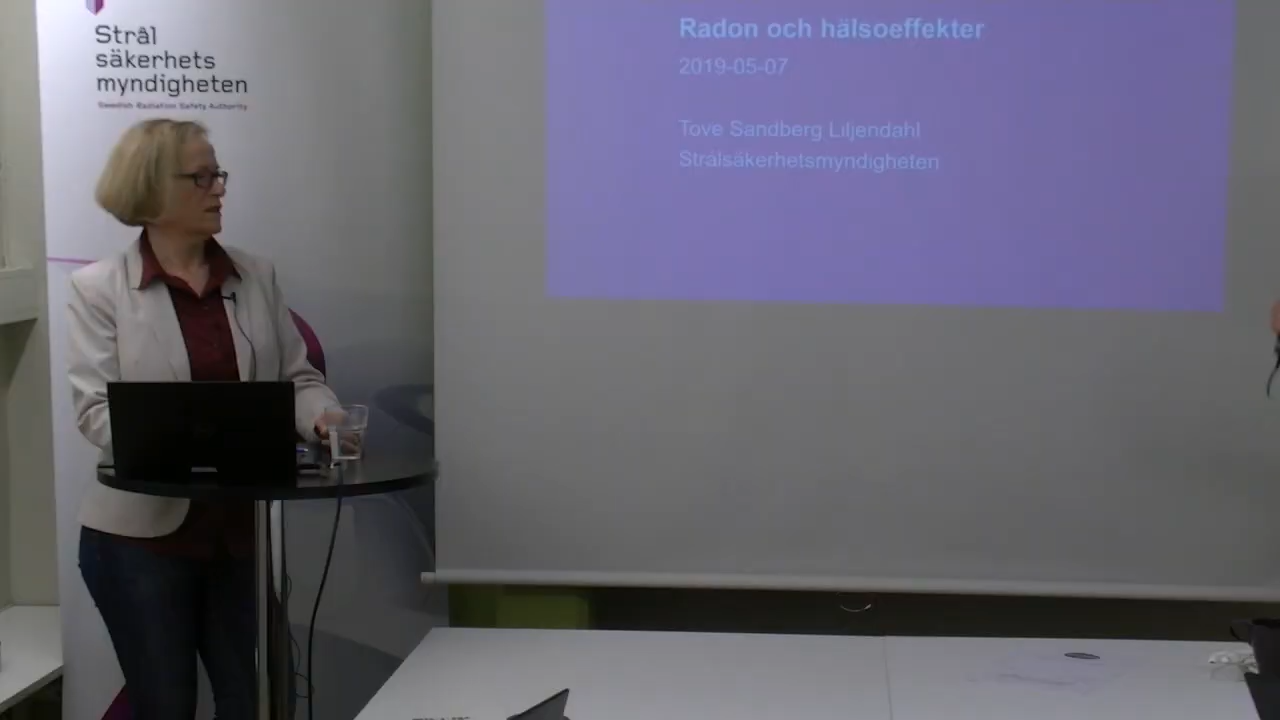 Strål
säkerhets
myndigheten
Swedish Radiation Safety Authority
Radon och hälsoeffekter
2019-05-07
Tove Sandberg Liljendahl
Strålsäkerhetsmyndigheten